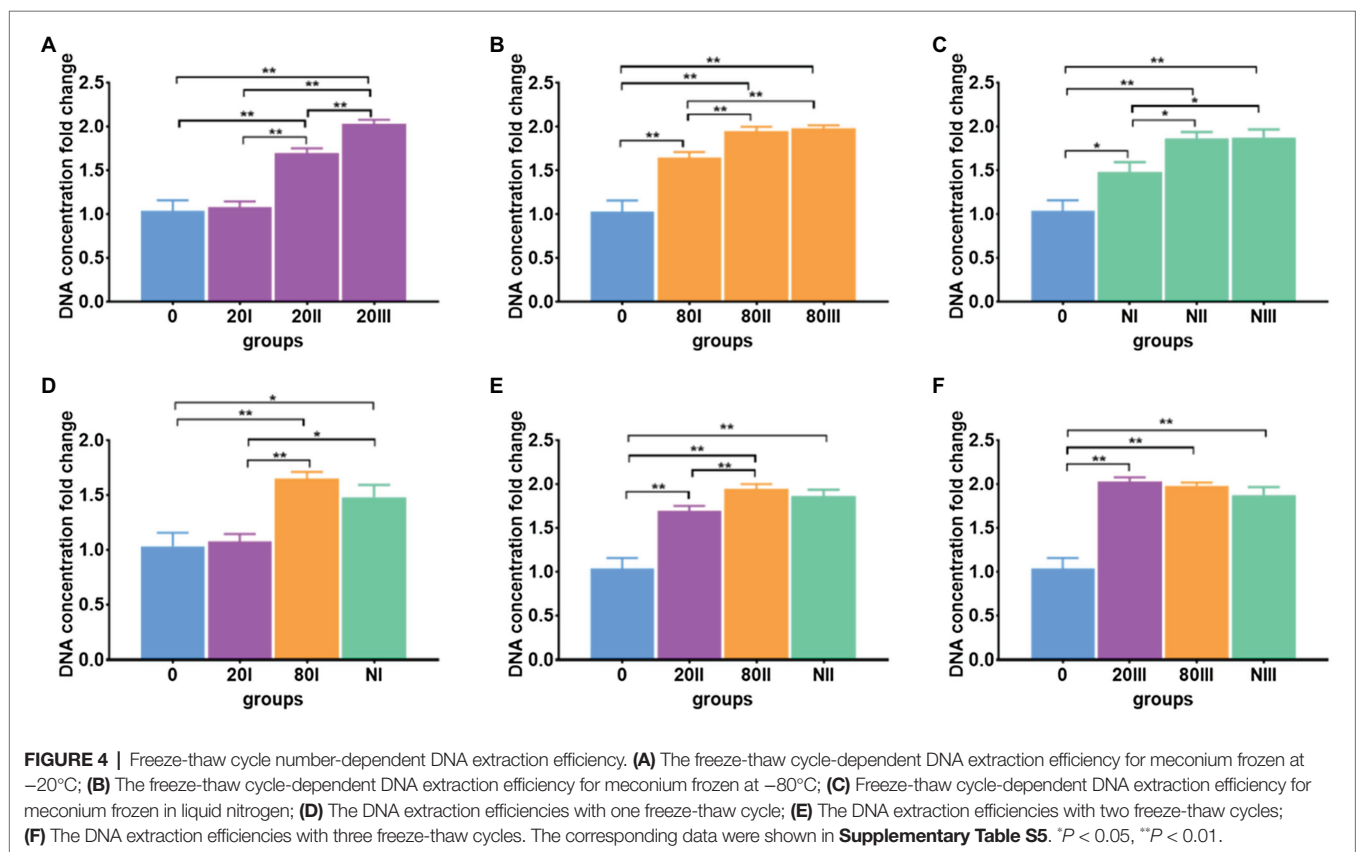 A
DNA concentration fold change
2.5
2.0
1.5
1.0
0.5
0.0
**
**
**
**
**
0 20I 20II 20III
groups
B
DNA concentration fold change
2.5
2.0
1.5
1.0
0.5
0.0
**
**
**
**
**
0 80I 80II 80III
groups
C
DNA concentration fold change
2.5
2.0
1.5
1.0
0.5
0.0
**
**
*
*
*
0 NI NII NIII
groups
D
DNA concentration fold change
2.0
1.5
1.0
0.5
0.0
*
**
*
**
0 20I 80I NI
groups
E
DNA concentration fold change
2.5
2.0
1.5
1.0
0.5
0.0
**
**
**
**
0 20II 80II NII
groups
F
DNA concentration fold change
2.5
2.0
1.5
1.0
0.5
0.0
**
**
**
0 20III 80III NIII
groups
FIGURE 4 | Freeze-thaw cycle number-dependent DNA extraction efficiency. (A) The freeze-thaw cycle-dependent DNA extraction efficiency for meconium frozen at
−20°C; (B) The freeze-thaw cycle-dependent DNA extraction efficiency for meconium frozen at −80°C; (C) Freeze-thaw cycle-dependent DNA extraction efficiency for
meconium frozen in liquid nitrogen; (D) The DNA extraction efficiencies with one freeze-thaw cycle; (E) The DNA extraction efficiencies with two freeze-thaw cycles;
(F) The DNA extraction efficiencies with three freeze-thaw cycles. The corresponding data were shown in Supplementary Table S5. *P < 0.05, **P < 0.01.